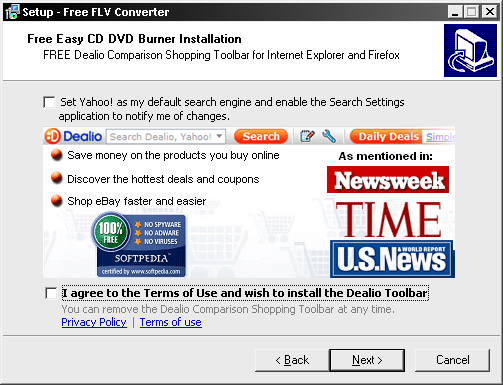 Setup - Free FLV Converter
Free Easy CD DVD Burner Installation
FREE Dealio Comparison Shopping Toolbar for Internet Explorer and Firefox
Set Yahoo! as my default search engine and enable the Search Settings
application to notify me of changes.
Dealio Search Dealio, Yahoo! Search Daily Deals Simple
Save money on the products you buy online
Discover the hottest deals and coupons
Shop eBay faster and easier
100% FREE
NO SPYWARE
NO ADWARE
NO VIRUSES
SOFTPEDIA
certified by www.softpedia.com
As mentioned in:
Newsweek
TIME
U.S.News
& WORLD REPORT
I agree to the Terms of Use and wish to install the Dealio Toolbar
You can remove the Dealio Comparison Shopping Toolbar at any time.
Privacy Policy | Terms of use
< Back Next > Cancel